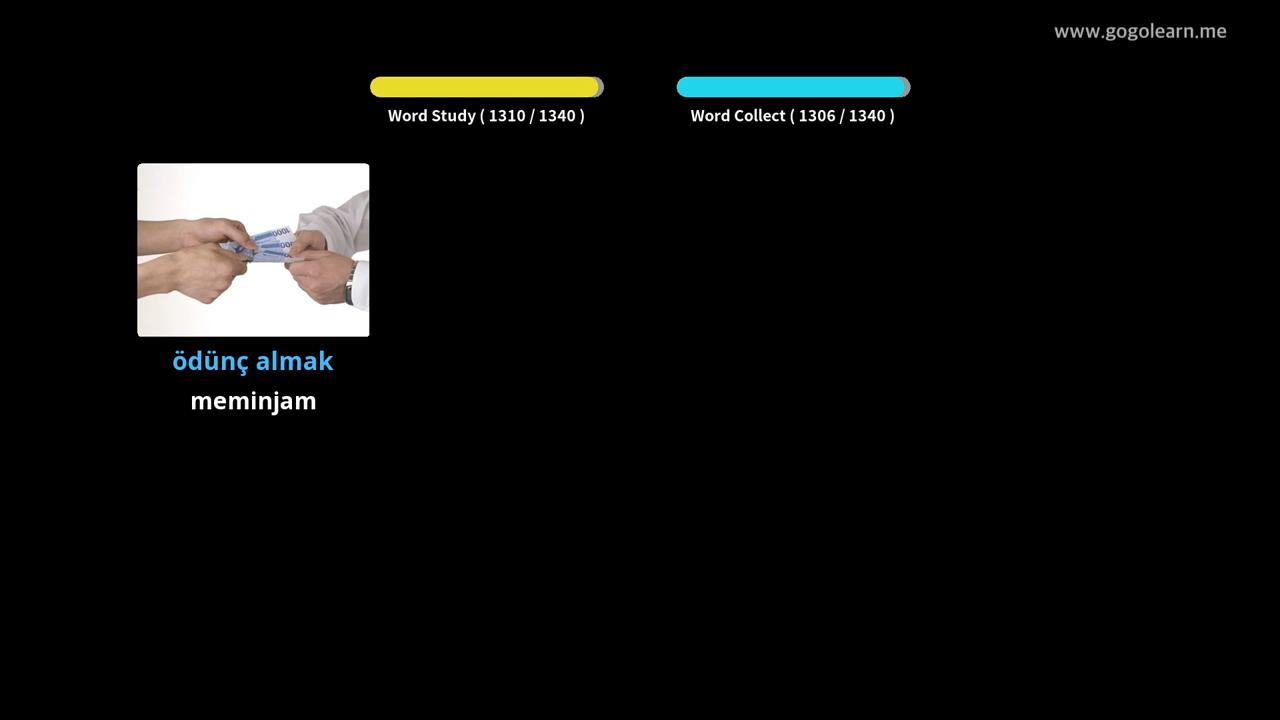 www.gogolearn.me
Word Study ( 1310 / 1340 )
Word Collect ( 1306 / 1340 )
ödünç almak
meminjam